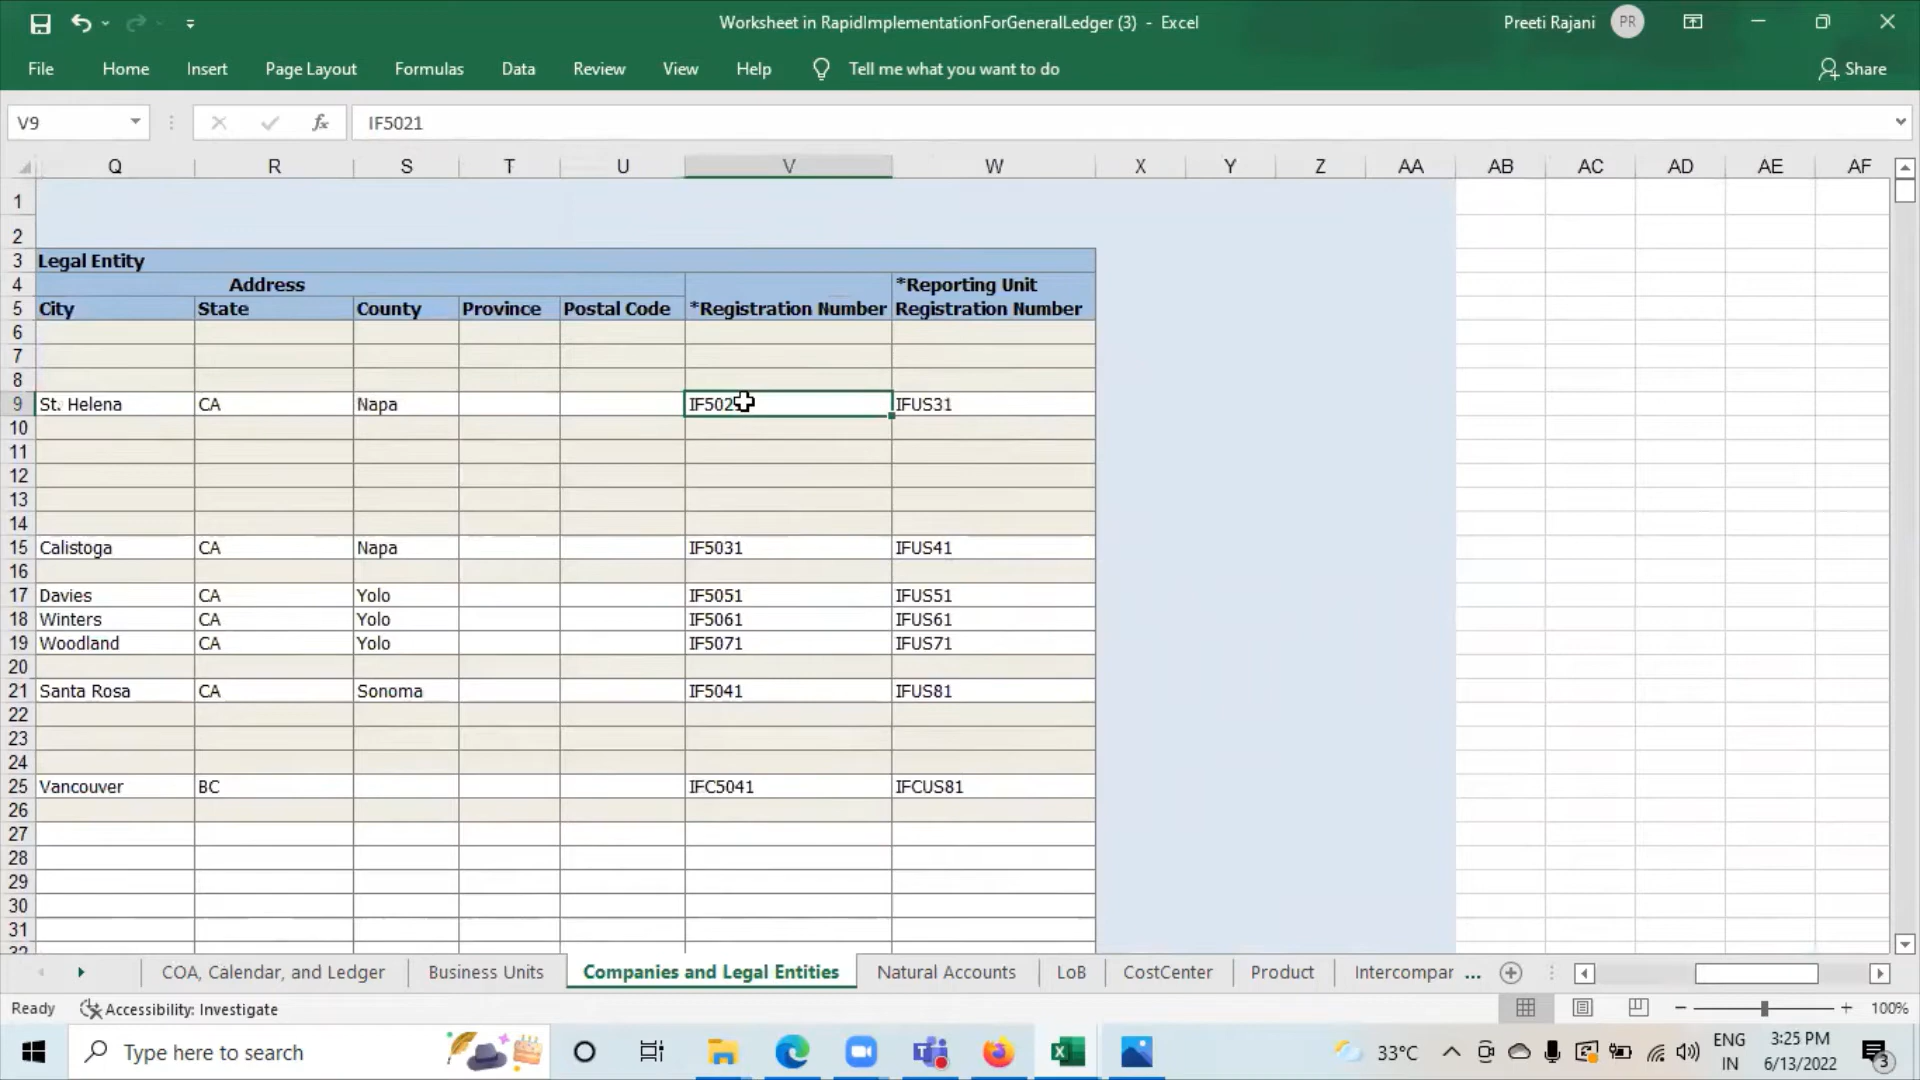 Worksheet in RapidImplementationForGeneralLedger (3) - Excel
Preeti Rajani PR
File Home Insert Page Layout Formulas Data Review View Help Tell me what you want to do Share
V9 fx IF5021
Q R S T U V W X Y Z AA AB AC AD AE AF
1
2
3 Legal Entity
4 Address *Reporting Unit
5 City State County Province Postal Code *Registration Number Registration Number
6
7
8
9 St. Helena CA Napa IF502 IFUS31
10
11
12
13
14
15 Calistoga CA Napa IF5031 IFUS41
16
17 Davies CA Yolo IF5051 IFUS51
18 Winters CA Yolo IF5061 IFUS61
19 Woodland CA Yolo IF5071 IFUS71
20
21 Santa Rosa CA Sonoma IF5041 IFUS81
22
23
24
25 Vancouver BC IFC5041 IFCUS81
26
27
28
29
30
31
32
COA, Calendar, and Ledger Business Units Companies and Legal Entities Natural Accounts LoB CostCenter Product Intercompar ...
Ready Accessibility: Investigate 100%
Type here to search 33°C ENG 3:25 PM
IN 6/13/2022 3